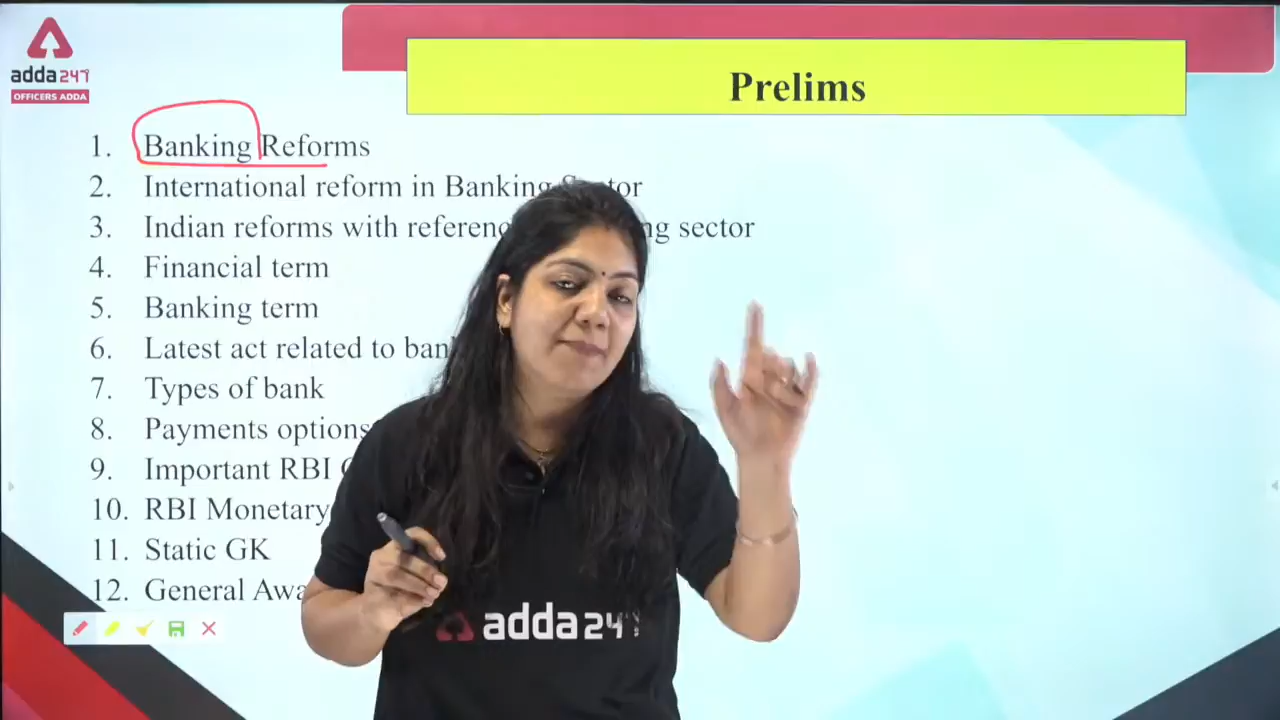 adda247
OFFICERS ADDA
Prelims
1. Banking Reforms
2. International reform in Banking
3. Indian reforms with sector
4. Financial term
5. Banking term
6. Latest act related to
7. Types of bank
8. Payments options
9. Important RBI
10. RBI Monetary
11. Static GK
12. General
adda247